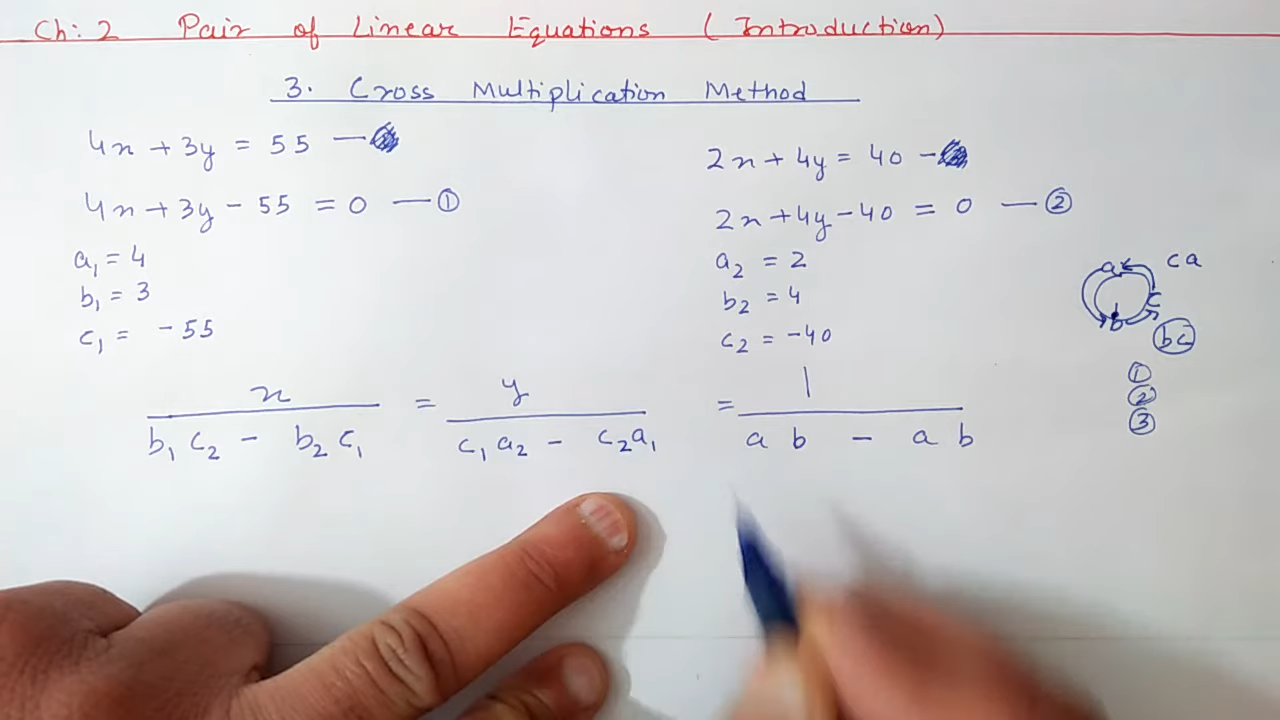 Ch: 2 Pair of Linear Equations (Introduction)
3. Cross Multiplication Method
4x + 3y = 55 —
2x + 4y = 40 -
4x + 3y - 55 = 0 — ①
2x + 4y - 40 = 0 — ②
a₁ = 4
b₁ = 3
c₁ = -55
a₂ = 2
b₂ = 4
c₂ = -40
a
c
b
ca
bc
①
②
③
x = y = 1
b₁ c₂ - b₂ c₁ c₁ a₂ - c₂ a₁ a b - a b